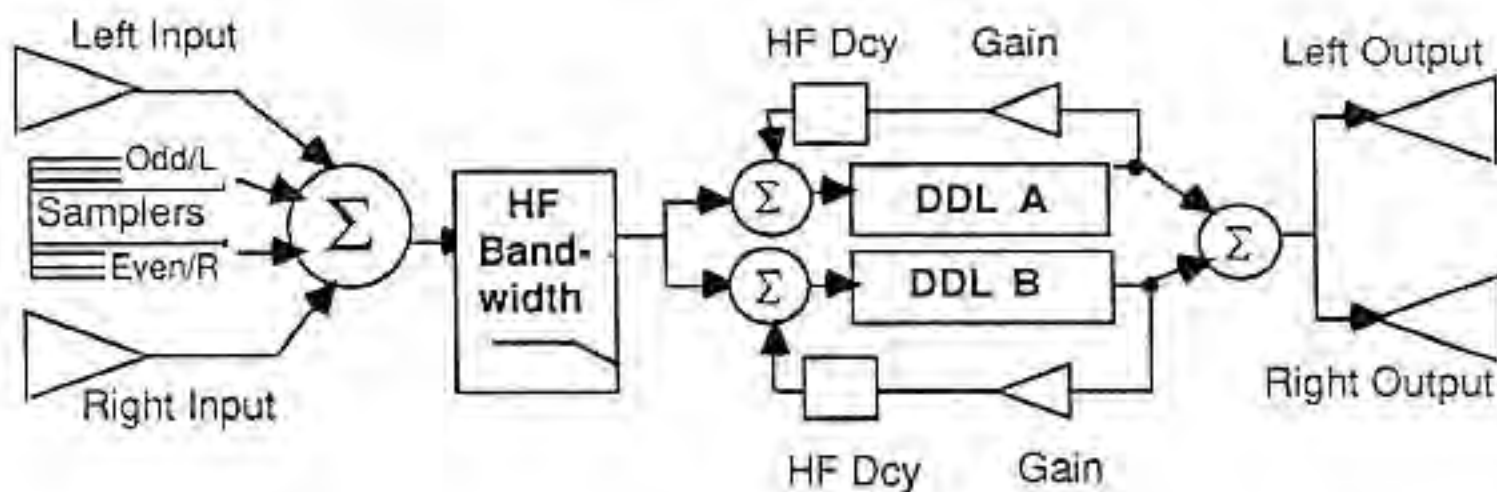 Left Input
HF Dcy
Gain
Left Output
Odd/L
Samplers
Even/R
Σ
HF
Band-
width
Σ
DDL A
Σ
DDL B
Σ
Right Input
Right Output
HF Dcy
Gain